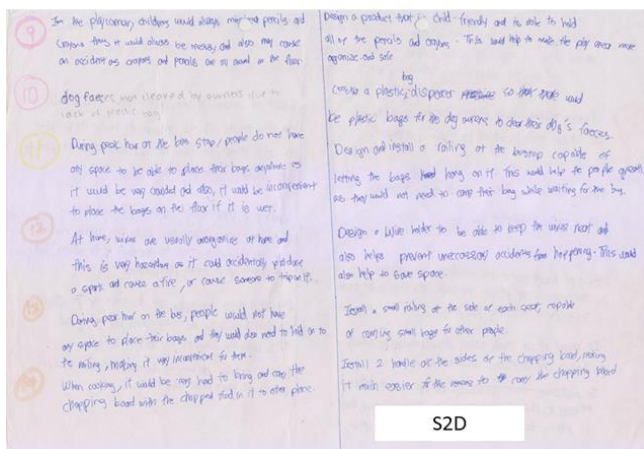 9
In the play corner, childrens would always misplaced pencils and
crayons thus it would always be messy and also may cause
an accident as crayons and pencils are all around on the floor.
10
dog faeces not cleaned by owners due to
lack of plastic bag
11
During peak hour at the bus stop, people do not have
any space to be able to place their bags anywhere as
it would be very crowded and also, it would be inconvenient
to place the bags on the floor if it is wet.
12
At home, wires are usually unorganise at home and
this is very hazardous as it could accidentally produce
a spark and cause a fire, or cause someone to trip on it.
During peak hour on the bus, people would not have
any space to place their bags and they would also need to hold on to
the railing, making it very inconvenient for them.
When cooking, it would be very hard to bring and carry the
chopping board with the chopped food in it to other place.
Design a product that is child-friendly and is able to hold
all of the pencils and crayons. This would help to make the play area more
organise and safe
bag
a plastic dispenser so that there would
be plastic bags for the dog owners to clear their dog's faeces.
Design and install a railing at the bus stop capable of
letting the bags hang on it. This would help the people
as they would not need to carry their bag while waiting for the bus.
Design a wire holder to be able to keep the wires neat and
also helps prevent unnecessary accidents from happening. This would
also help to save space.
Install a small railing at the side of each seat, capable
of carrying small bags for other people.
Install 2 handle at the sides of the chopping board, making
it much easier to carry the chopping board
S2D